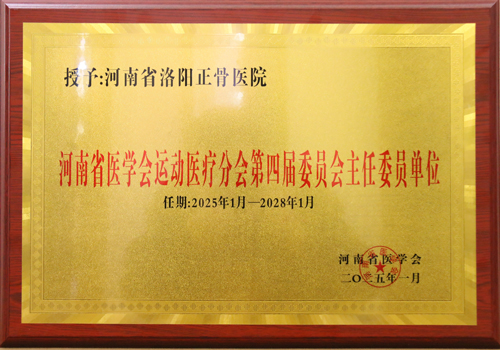 授予:河南省洛阳正骨医院
河南省医学会运动医疗分会第四届委员会主任委员单位
任期:2025年1月—2028年1月
河南省医学会
二〇二五年一月